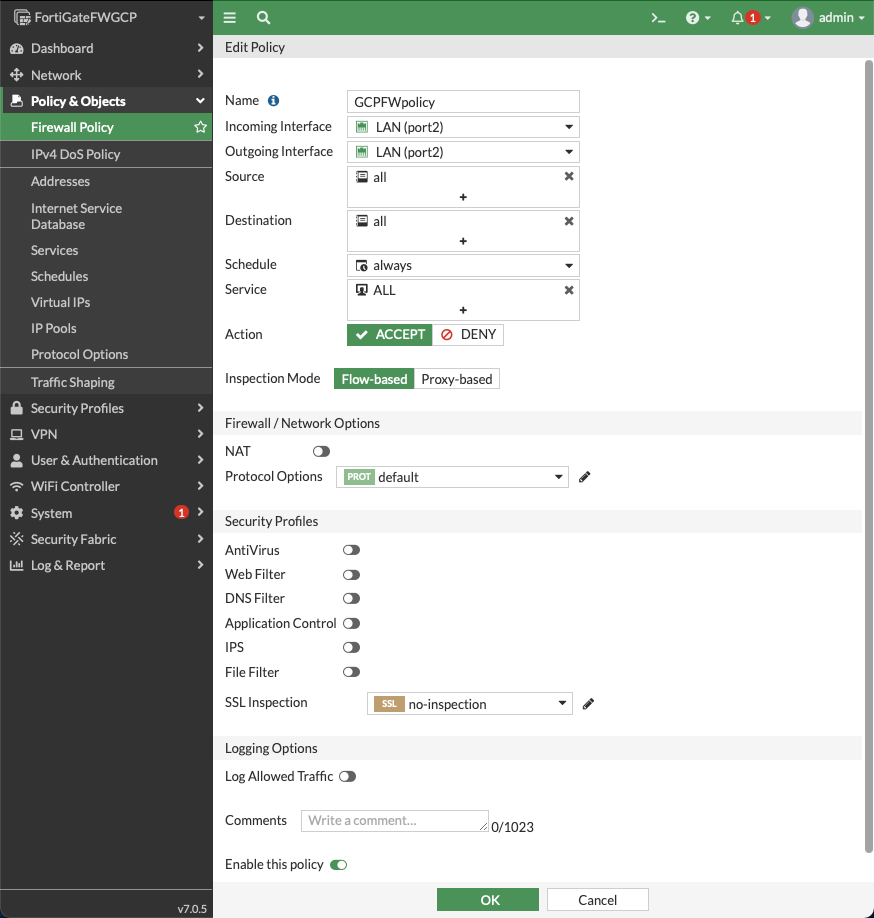 FortiGateFWGCP
>_
1
admin
Dashboard
Network
Policy & Objects
Firewall Policy
IPv4 DoS Policy
Addresses
Internet Service
Database
Services
Schedules
Virtual IPs
IP Pools
Protocol Options
Traffic Shaping
Security Profiles
VPN
User & Authentication
WiFi Controller
System
1
Security Fabric
Log & Report
v7.0.5
Edit Policy
Name
GCPFWpolicy
Incoming Interface
LAN (port2)
Outgoing Interface
LAN (port2)
Source
all
+
Destination
all
+
Schedule
always
Service
ALL
+
Action
ACCEPT
DENY
Inspection Mode
Flow-based
Proxy-based
Firewall / Network Options
NAT
Protocol Options
PROT default
Security Profiles
AntiVirus
Web Filter
DNS Filter
Application Control
IPS
File Filter
SSL Inspection
SSL no-inspection
Logging Options
Log Allowed Traffic
Comments
Write a comment...
0/1023
Enable this policy
OK
Cancel